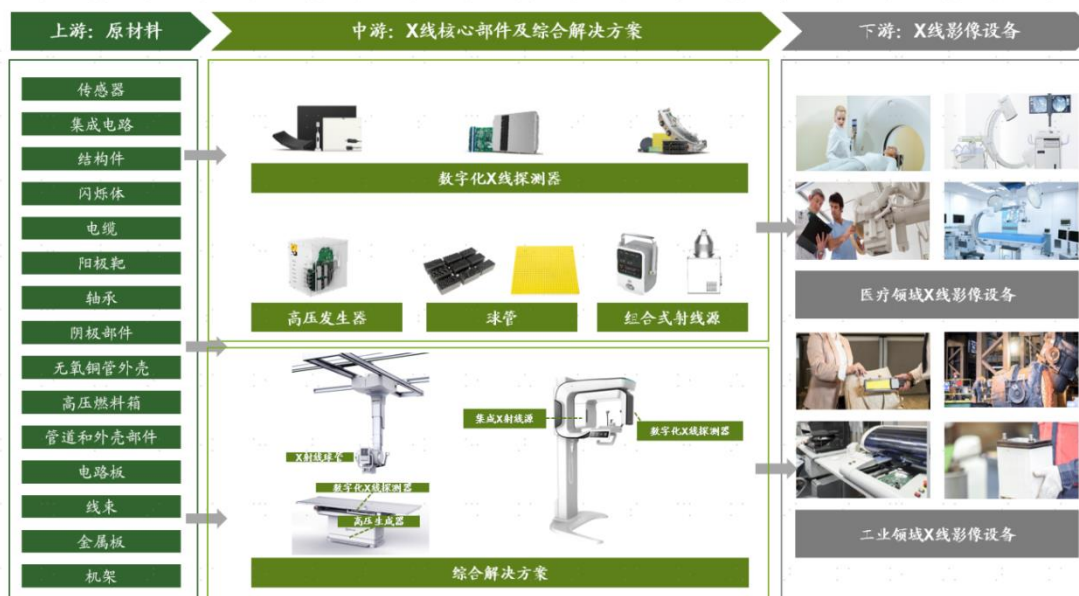 上游：原材料
中游：X线核心部件及综合解决方案
下游：X线影像设备
传感器
集成电路
结构件
闪烁体
电缆
阳极靶
轴承
阴极部件
无氧铜管外壳
高压燃料箱
管道和外壳部件
电路板
线束
金属板
机架
数字化X线探测器
高压发生器
球管
组合式射线源
X射线球管
数字化X线探测器
高压生成器
集成X射线源
数字化X线探测器
综合解决方案
医疗领域X线影像设备
工业领域X线影像设备